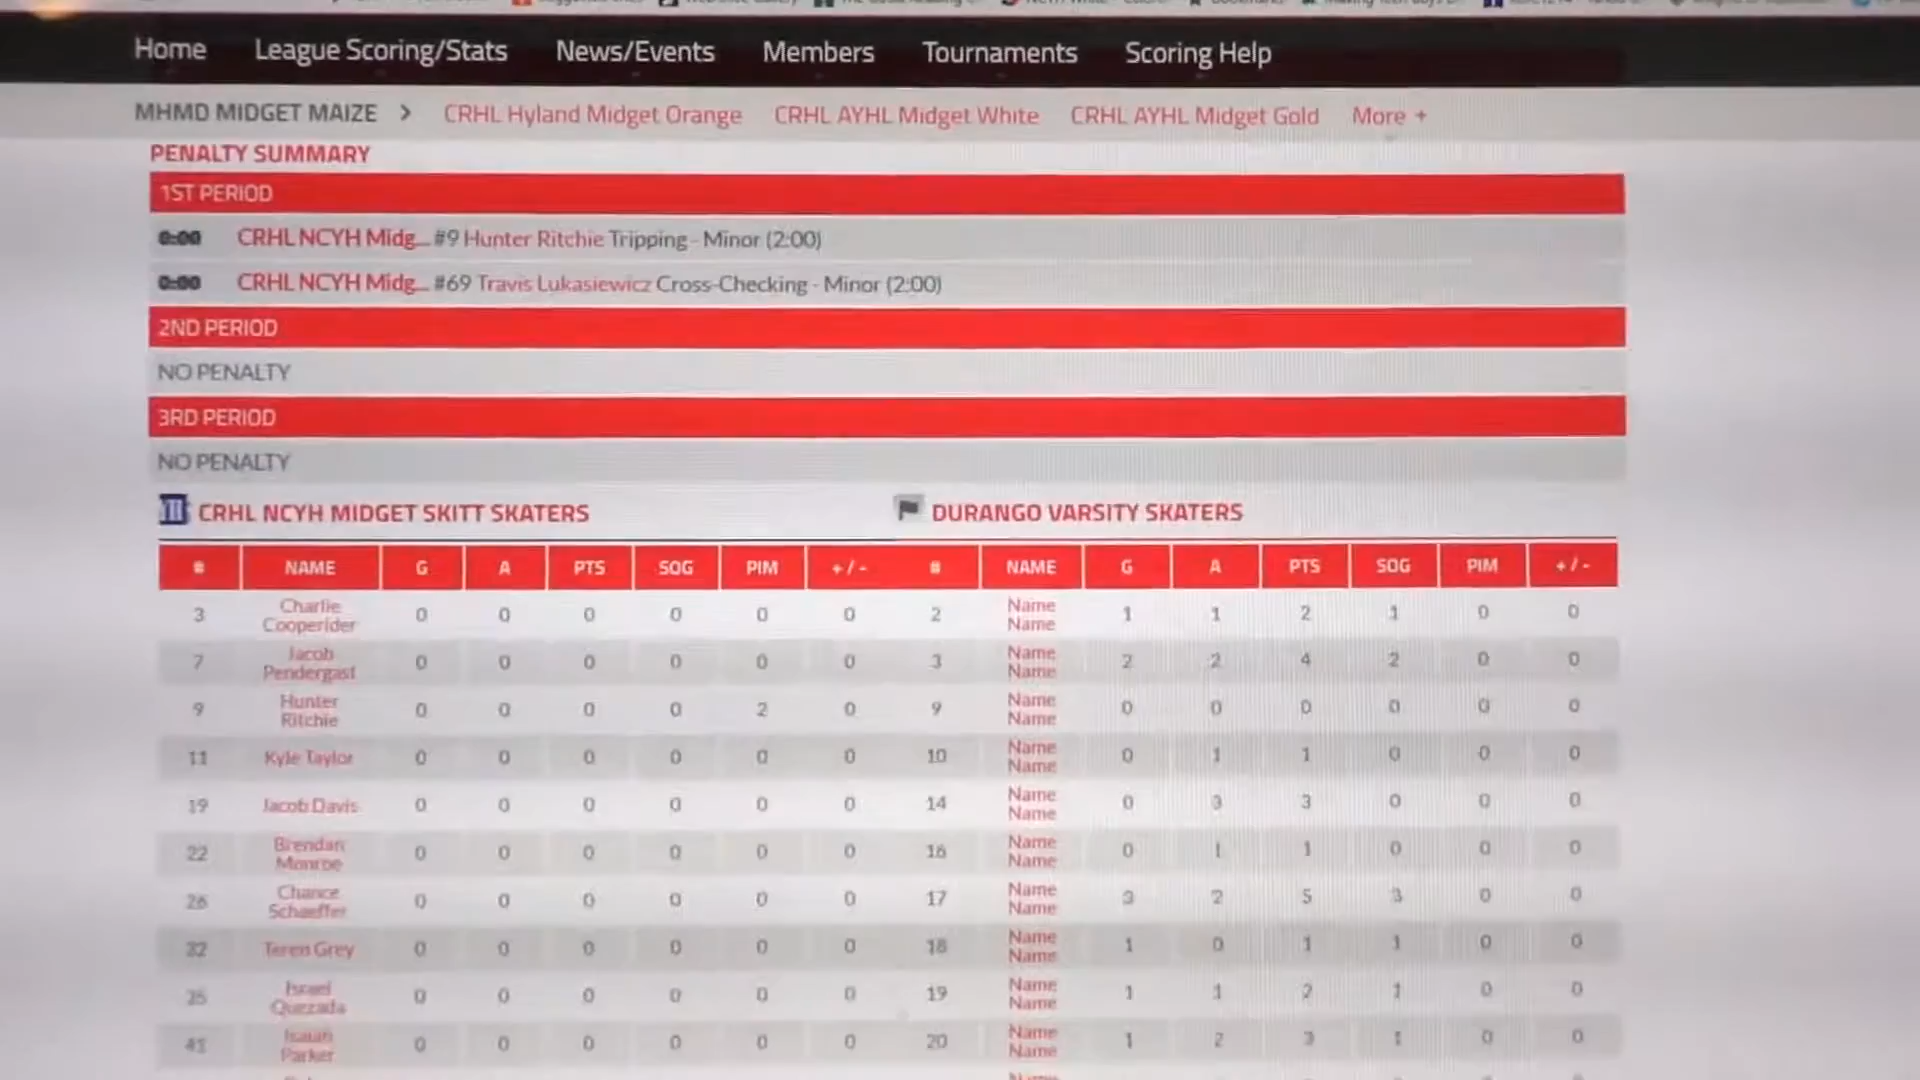 Home League Scoring/Stats News/Events Members Tournaments Scoring Help
MHMD MIDGET MAIZE > CRHL Hyland Midget Orange CRHL AYHL Midget White CRHL AYHL Midget Gold More +
PENALTY SUMMARY
1ST PERIOD
0:00 CRHL NCYH Midg... #9 Hunter Ritchie Tripping - Minor (2:00)
0:00 CRHL NCYH Midg... #69 Travis Lukasiewicz Cross-Checking - Minor (2:00)
2ND PERIOD
NO PENALTY
3RD PERIOD
NO PENALTY
CRHL NCYH MIDGET SKITT SKATERS DURANGO VARSITY SKATERS
# NAME G A PTS SOG PIM +/- # NAME G A PTS SOG PIM +/-
3 Charlie Cooperider 0 0 0 0 0 0 2 Name Name 1 1 2 1 0 0
7 Jacob Pendergast 0 0 0 0 0 0 3 Name Name 2 2 4 2 0 0
9 Hunter Ritchie 0 0 0 0 2 0 9 Name Name 0 0 0 0 0 0
11 Kyle Taylor 0 0 0 0 0 0 10 Name Name 0 1 1 0 0 0
19 Jacob Davis 0 0 0 0 0 0 14 Name Name 0 3 3 0 0 0
22 Brendan Monroe 0 0 0 0 0 0 16 Name Name 0 1 1 0 0 0
26 Chance Schaeffer 0 0 0 0 0 0 17 Name Name 3 2 5 3 0 0
32 Teren Grey 0 0 0 0 0 0 18 Name Name 1 0 1 1 0 0
35 Israel Quezada 0 0 0 0 0 0 19 Name Name 1 1 2 1 0 0
41 Isaiah Parker 0 0 0 0 0 0 20 Name Name 1 2 3 1 0 0